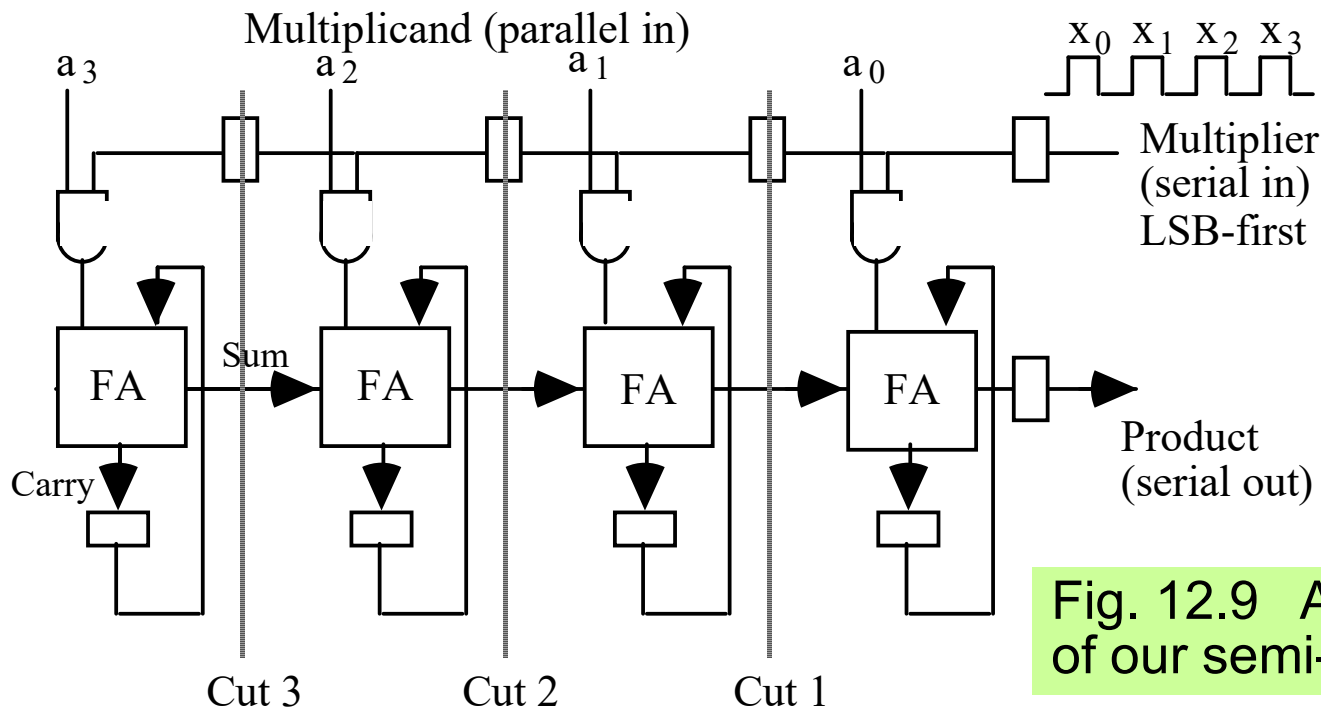 Multiplicand (parallel in)
a3 a2 a1 a0
x0 x1 x2 x3
Multiplier
(serial in)
LSB-first
Sum
FA FA FA FA
Carry
Product
(serial out)
Fig. 12.9 A
of our semi-
Cut 3 Cut 2 Cut 1